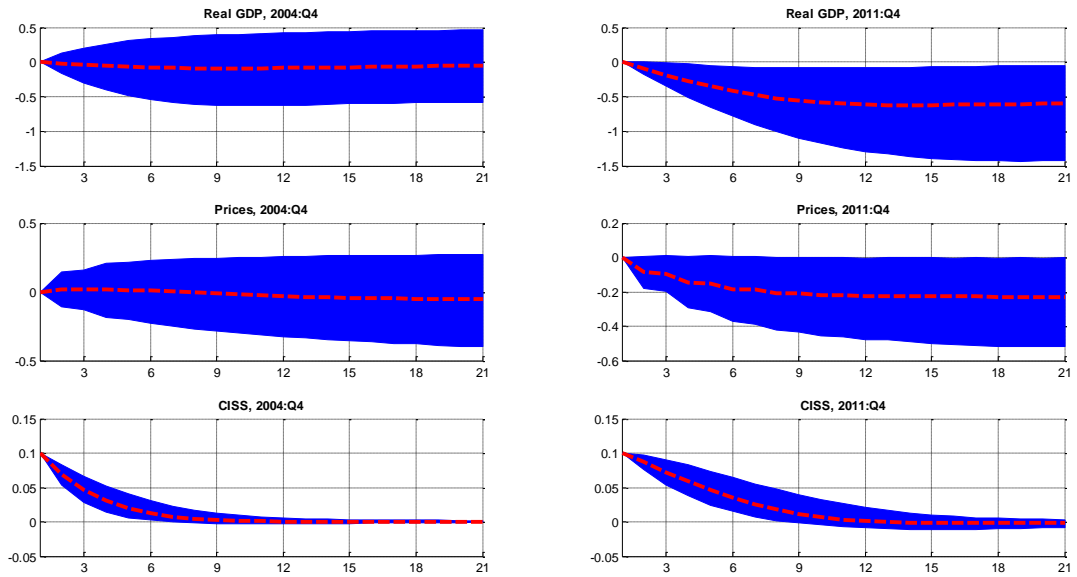 Real GDP, 2004:Q4
0.5
0
-0.5
-1
-1.5
3 6 9 12 15 18 21
Real GDP, 2011:Q4
0.5
0
-0.5
-1
-1.5
3 6 9 12 15 18 21
Prices, 2004:Q4
0.5
0
-0.5
3 6 9 12 15 18 21
Prices, 2011:Q4
0.2
0
-0.2
-0.4
-0.6
3 6 9 12 15 18 21
CISS, 2004:Q4
0.15
0.1
0.05
0
-0.05
3 6 9 12 15 18 21
CISS, 2011:Q4
0.15
0.1
0.05
0
-0.05
3 6 9 12 15 18 21